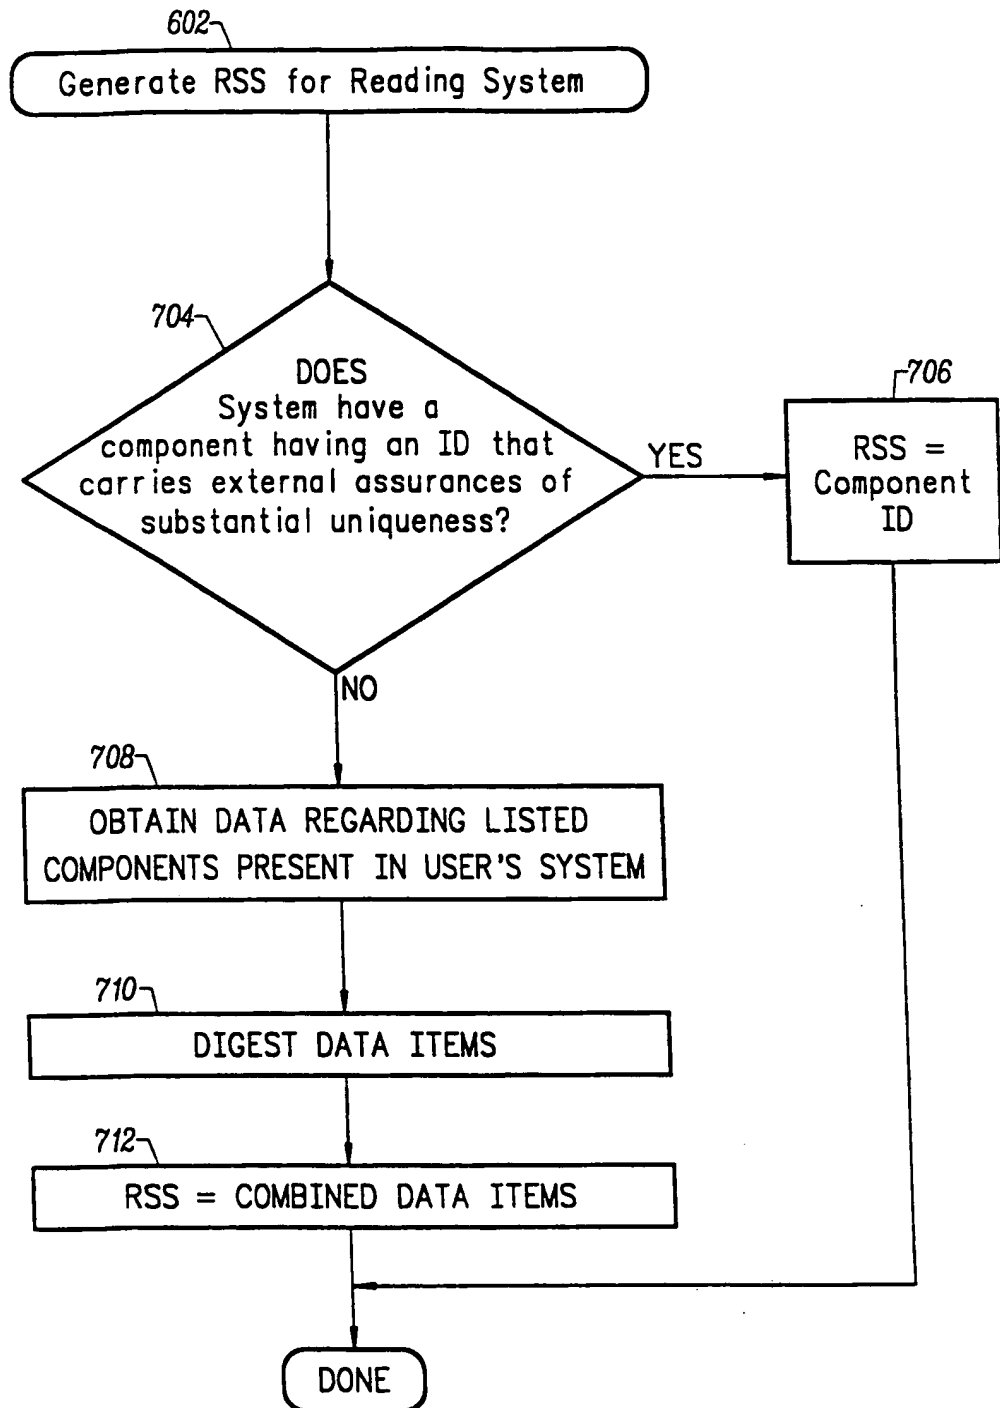 602
Generate RSS for Reading System
704
DOES
System have a
component having an ID that
carries external assurances of
substantial uniqueness?
YES
706
RSS =
Component
ID
NO
708
OBTAIN DATA REGARDING LISTED
COMPONENTS PRESENT IN USER'S SYSTEM
710
DIGEST DATA ITEMS
712
RSS = COMBINED DATA ITEMS
DONE